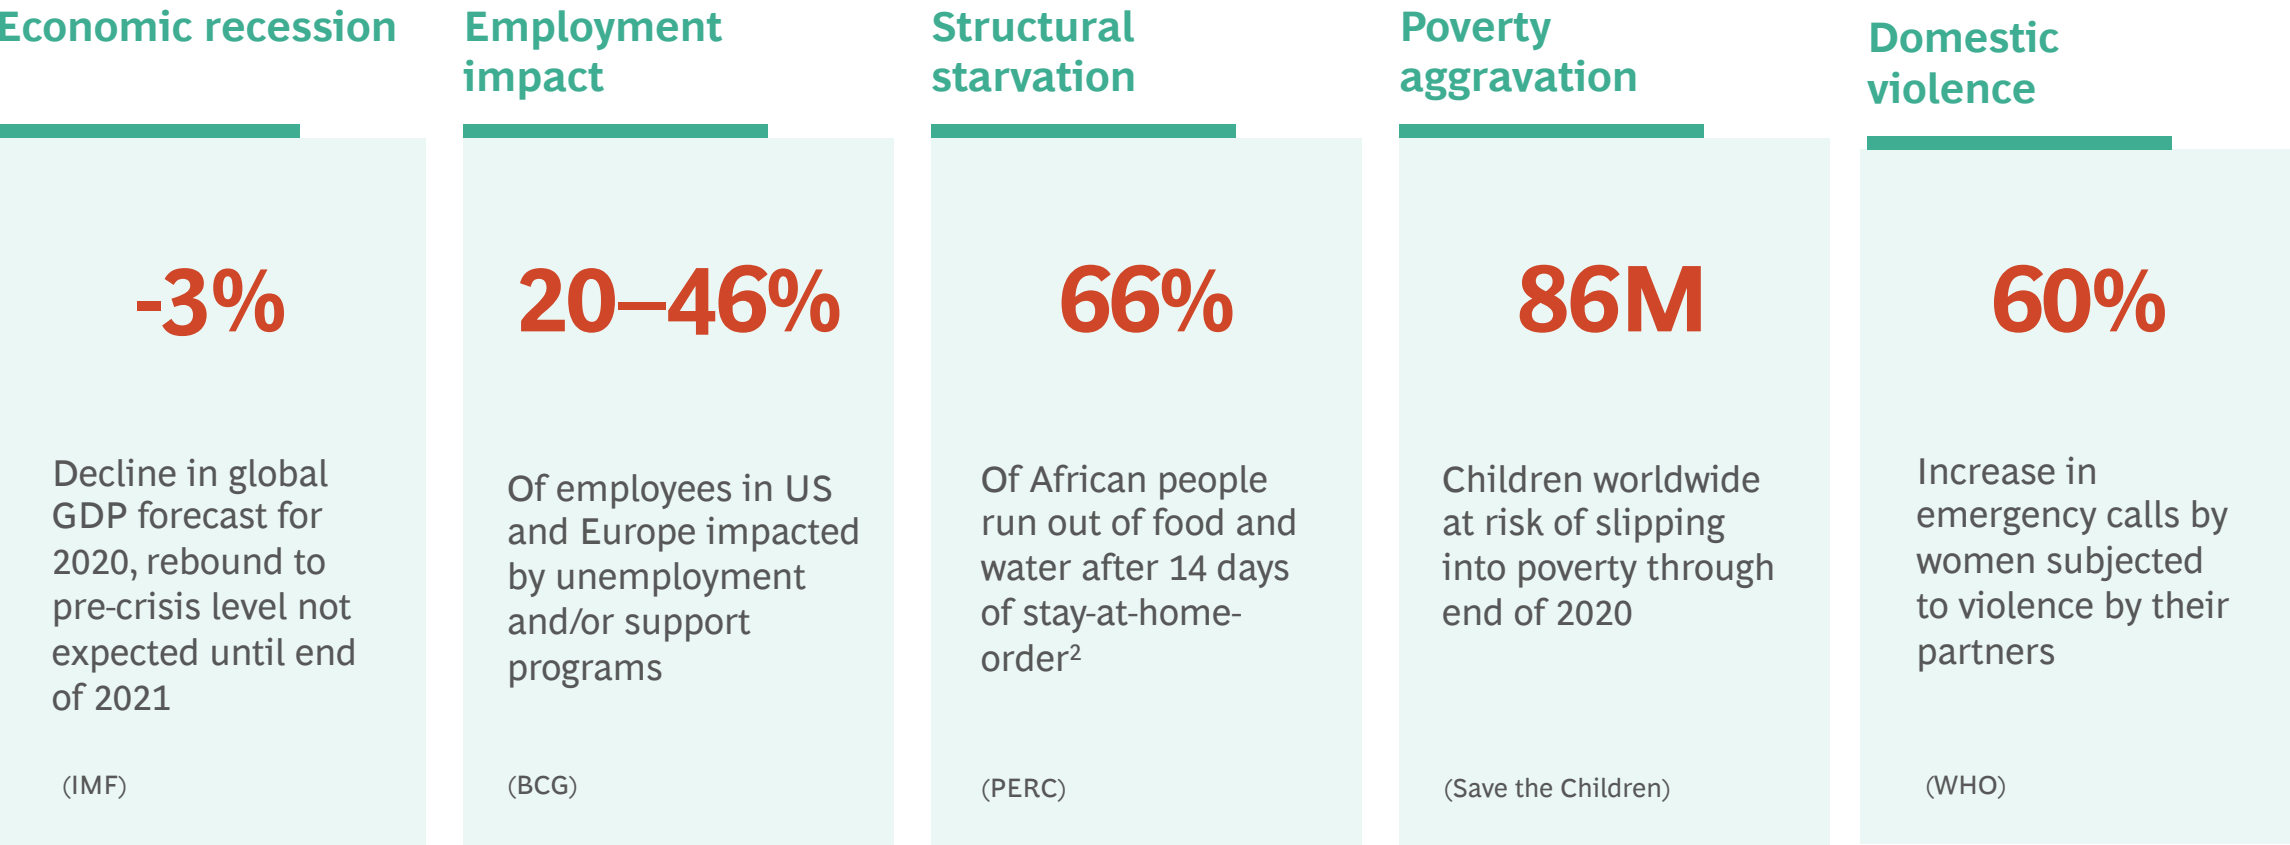 Economic recession
-3%
Decline in global
GDP forecast for
2020, rebound to
pre-crisis level not
expected until end
of 2021
(IMF)
Employment
impact
20–46%
Of employees in US
and Europe impacted
by unemployment
and/or support
programs
(BCG)
Structural
starvation
66%
Of African people
run out of food and
water after 14 days
of stay-at-home-
order²
(PERC)
Poverty
aggravation
86M
Children worldwide
at risk of slipping
into poverty through
end of 2020
(Save the Children)
Domestic
violence
60%
Increase in
emergency calls by
women subjected
to violence by their
partners
(WHO)